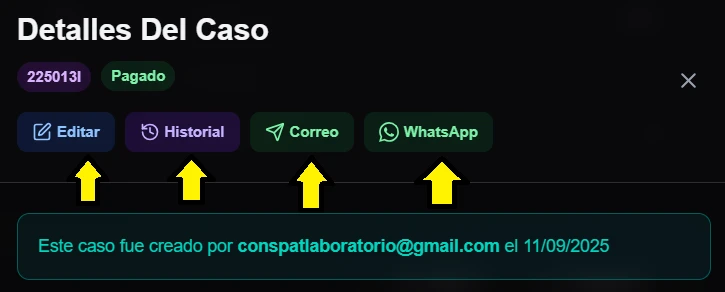 Detalles Del Caso
225013I Pagado
Editar Historial Correo WhatsApp
Este caso fue creado por conspatlaboratorio@gmail.com el 11/09/2025